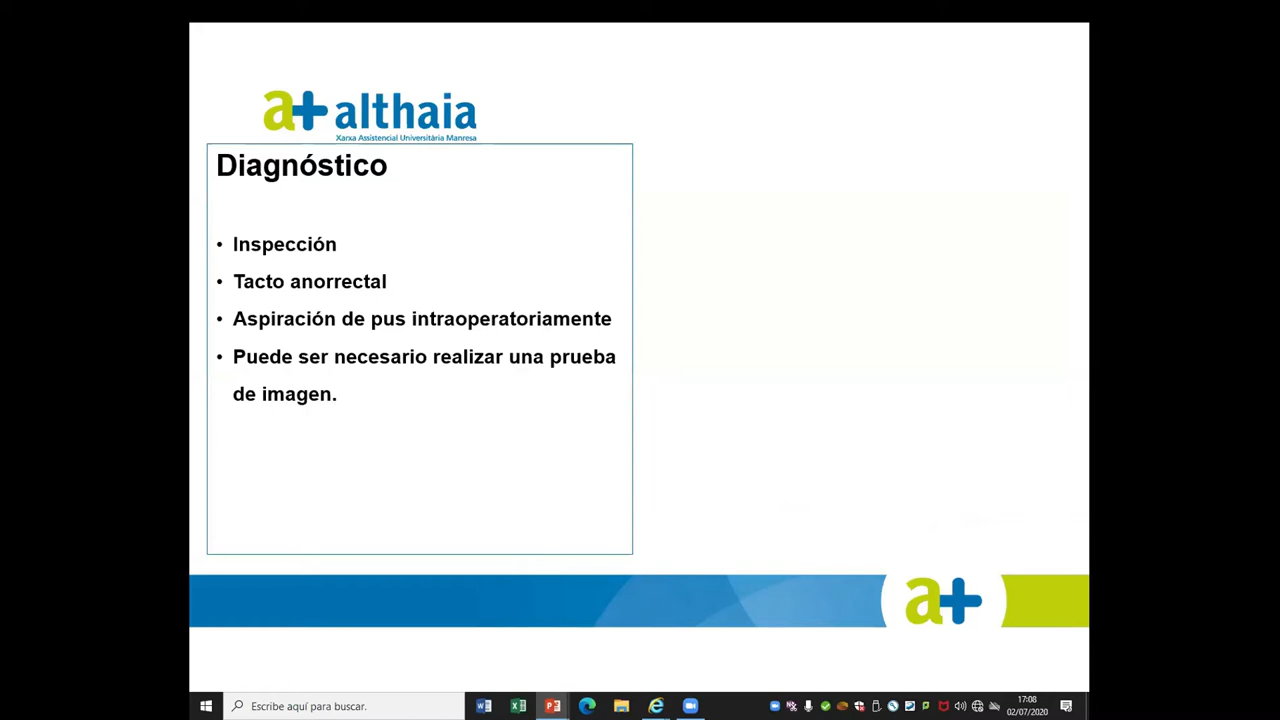 a+ althaia
Xarxa Assistencial Universitària Manresa
Diagnóstico
• Inspección
• Tacto anorrectal
• Aspiración de pus intraoperatoriamente
• Puede ser necesario realizar una prueba
de imagen.
a+
Escribe aquí para buscar.
17:08
02/07/2020